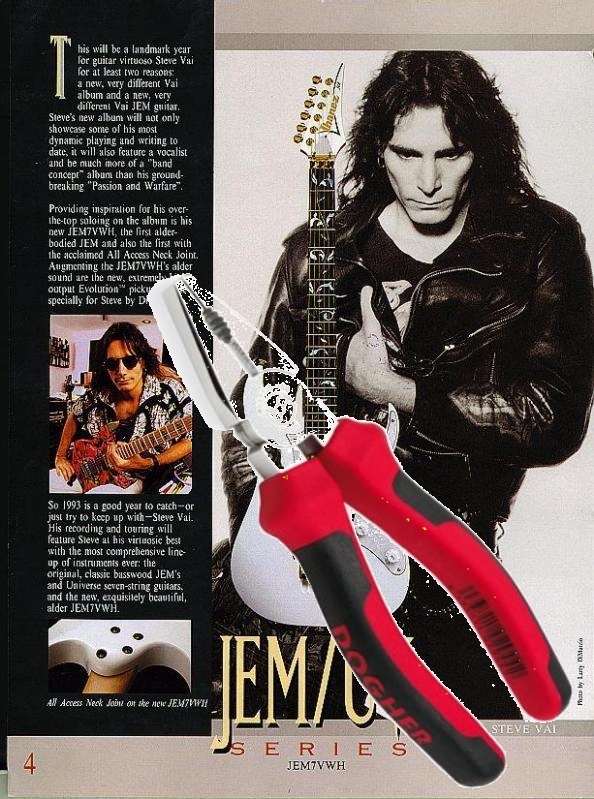 This will be a landmark year
for guitar virtuoso Steve Vai
for at least two reasons:
a new, very different Vai
album and a new, very
different Vai JEM guitar.
Steve's new album will not only
showcase some of his most
dynamic playing and writing to
date, it will also feature a vocalist
and be much more of a "band
concept" album than his ground-
breaking "Passion and Warfare".
Providing inspiration for his over-
the-top soloing on the album is his
new JEM7VWH, the first alder-
bodied JEM and also the first with
the acclaimed All Access Neck Joint.
Augmenting the JEM7VWH's alder
sound are the new, extremely
output Evolution™
specially for Steve by
So 1993 is a good year to catch—or
just try to keep up with—Steve Vai.
His recording and touring will
feature Steve at his virtuosic best
with the most comprehensive line-
up of instruments ever: the
original, classic basswood JEM's
and Universe seven-string guitars,
and the new, exquisitely beautiful,
alder JEM7VWH.
All Access Neck Joint on the new JEM7VWH
4
Ibanez
JEM/
SERIES
JEM7VWH
DOGHER
STEVE VAI
Photo by Larry DiMarzio